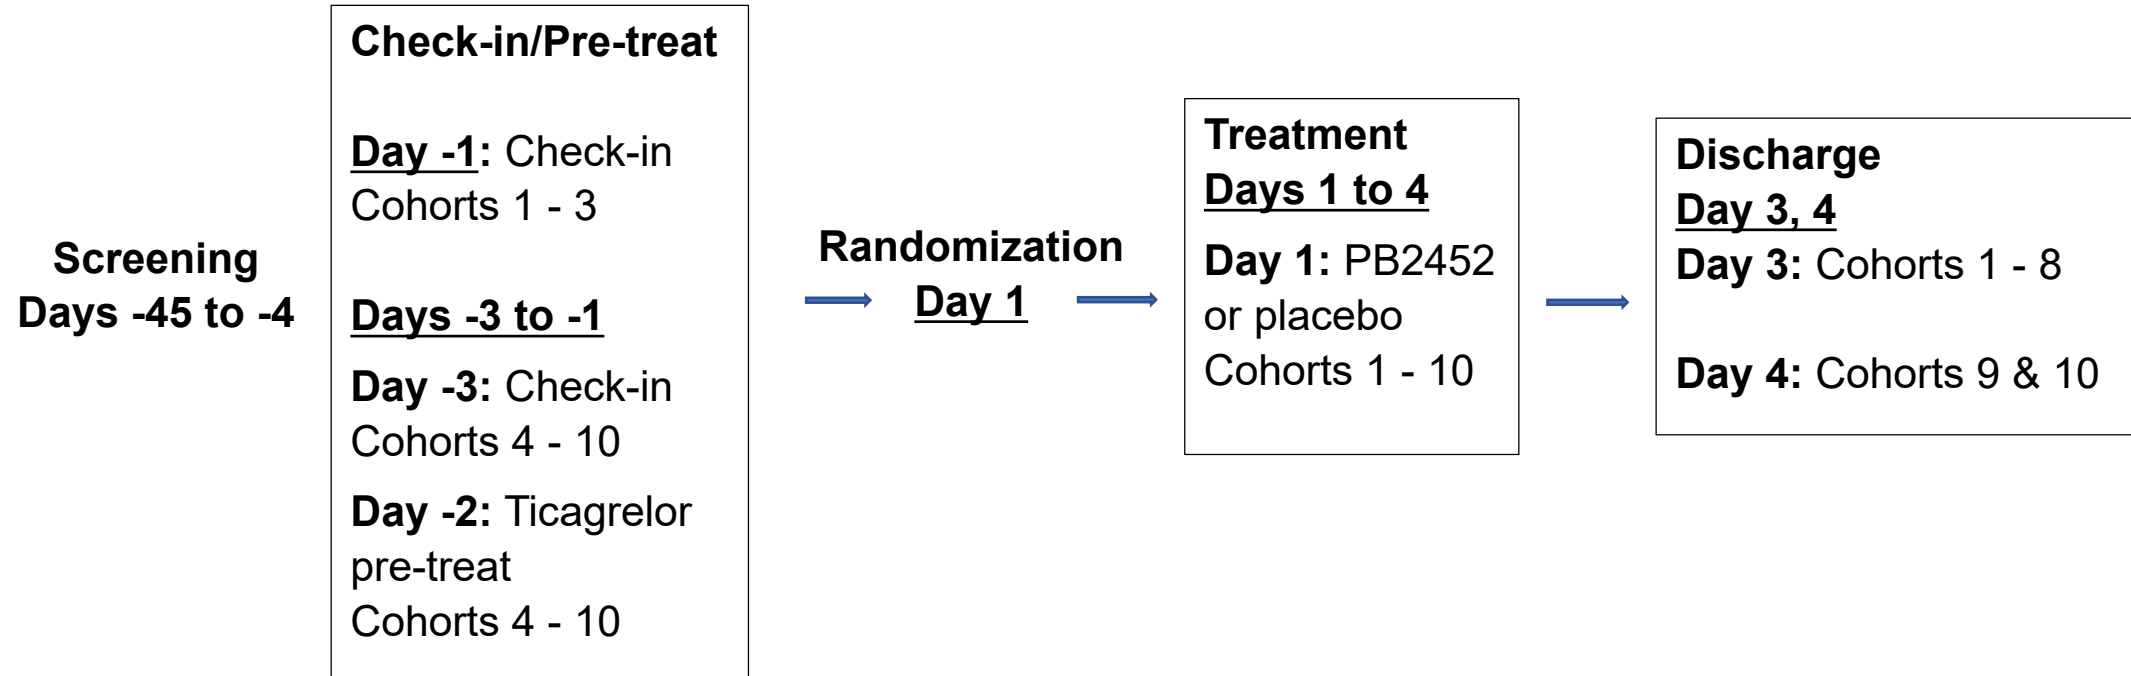 Screening
Days -45 to -4
Check-in/Pre-treat
Day -1: Check-in
Cohorts 1 - 3
Days -3 to -1
Day -3: Check-in
Cohorts 4 - 10
Day -2: Ticagrelor
pre-treat
Cohorts 4 - 10
Randomization
Day 1
Treatment
Days 1 to 4
Day 1: PB2452
or placebo
Cohorts 1 - 10
Discharge
Day 3, 4
Day 3: Cohorts 1 - 8
Day 4: Cohorts 9 & 10